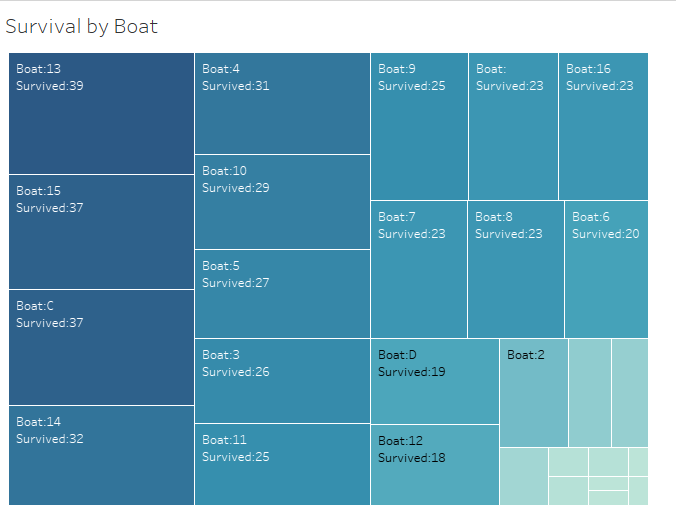 Survival by Boat
Boat:13
Survived:39
Boat:15
Survived:37
Boat:C
Survived:37
Boat:14
Survived:32
Boat:4
Survived:31
Boat:10
Survived:29
Boat:5
Survived:27
Boat:3
Survived:26
Boat:11
Survived:25
Boat:9
Survived:25
Boat:
Survived:23
Boat:16
Survived:23
Boat:7
Survived:23
Boat:8
Survived:23
Boat:6
Survived:20
Boat:D
Survived:19
Boat:12
Survived:18
Boat:2